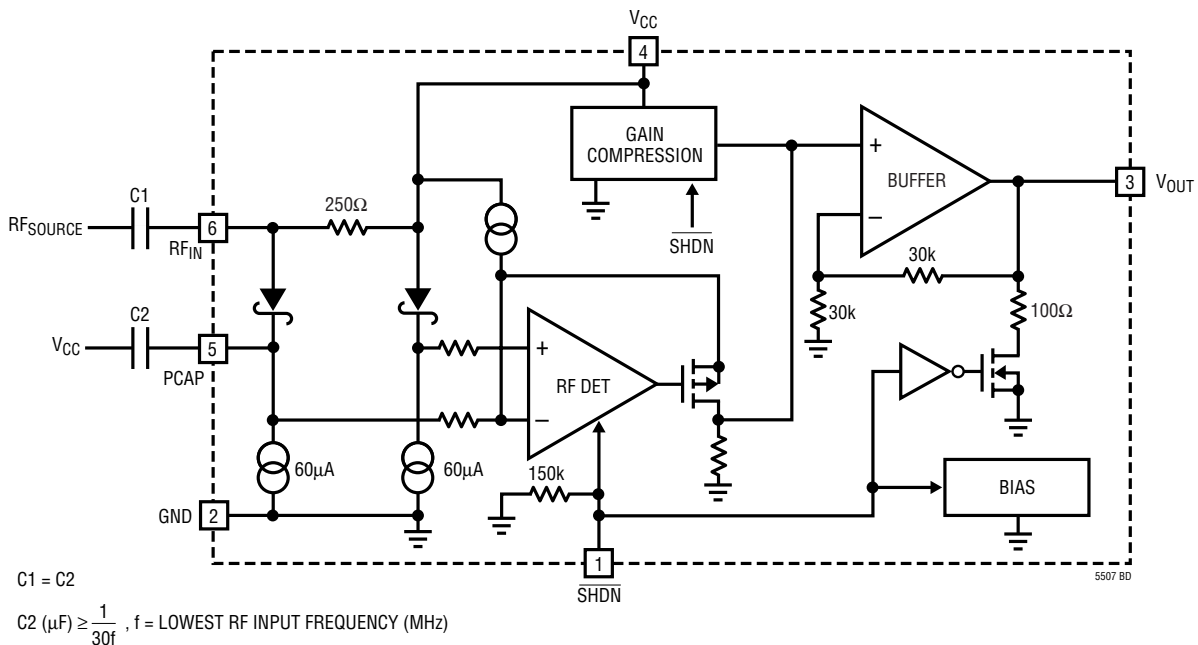 VCC
4
GAIN
COMPRESSION
SHDN
+
BUFFER
–
3
VOUT
C1
RFSOURCE
6
RFIN
250Ω
30k
30k
100Ω
C2
VCC
5
PCAP
+
RF DET
–
60µA
60µA
150k
BIAS
GND
2
1
SHDN
5507 BD
C1 = C2
C2 (µF) ≥ 1/30f , f = LOWEST RF INPUT FREQUENCY (MHz)